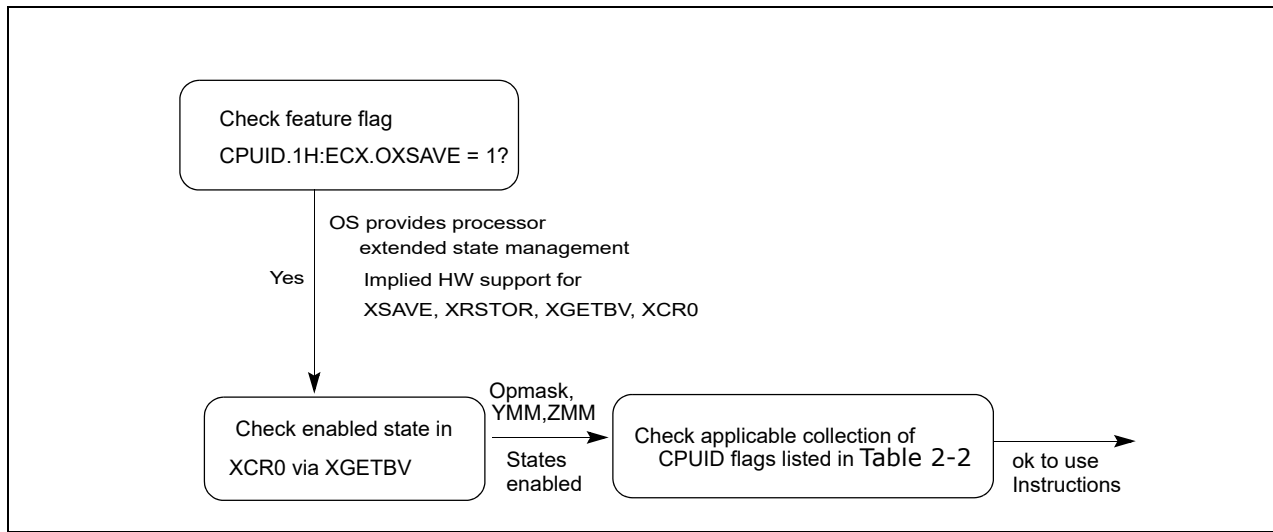 Check feature flag
CPUID.1H:ECX.OXSAVE = 1?
OS provides processor
extended state management
Yes
Implied HW support for
XSAVE, XRSTOR, XGETBV, XCR0
Check enabled state in
XCR0 via XGETBV
Opmask,
YMM,ZMM
States
enabled
Check applicable collection of
CPUID flags listed in Table 2-2
ok to use
Instructions